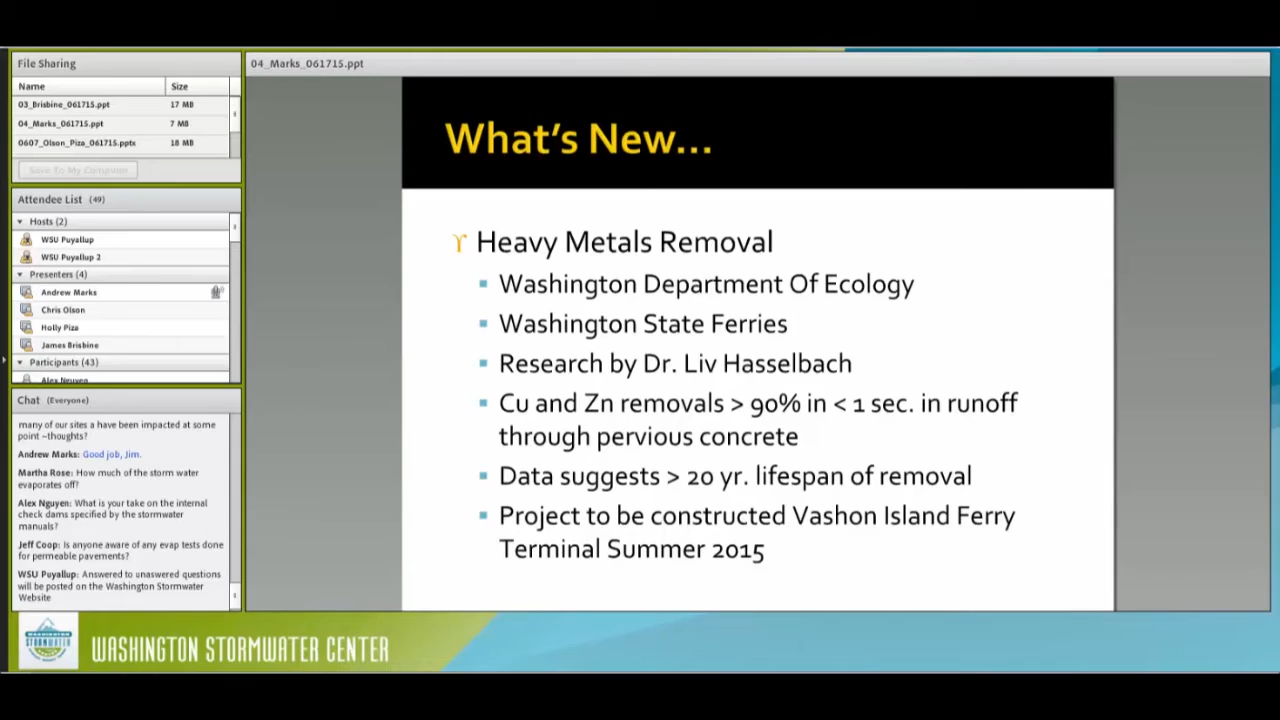 File Sharing
Name Size
03_Brisbine_061715.ppt 17 MB
04_Marks_061715.ppt 7 MB
0607_Olson_Piza_061715.pptx 18 MB
Save To My Computer
Attendee List (49)
Hosts (2)
WSU Puyallup
WSU Puyallup 2
Presenters (4)
Andrew Marks
Chris Olson
Holly Piza
James Brisbine
Participants (43)
Alex Nguyen
Chat (Everyone)
many of our sites a have been impacted at some
point ~thoughts?
Andrew Marks: Good job, Jim.
Martha Rose: How much of the storm water
evaporates off?
Alex Nguyen: What is your take on the internal
check dams specified by the stormwater
manuals?
Jeff Coop: Is anyone aware of any evap tests done
for permeable pavements?
WSU Puyallup: Answered to unaswered questions
will be posted on the Washington Stormwater
Website
04_Marks_061715.ppt
What's New...
Heavy Metals Removal
Washington Department Of Ecology
Washington State Ferries
Research by Dr. Liv Hasselbach
Cu and Zn removals > 90% in < 1 sec. in runoff
through pervious concrete
Data suggests > 20 yr. lifespan of removal
Project to be constructed Vashon Island Ferry
Terminal Summer 2015
WASHINGTON STORMWATER CENTER